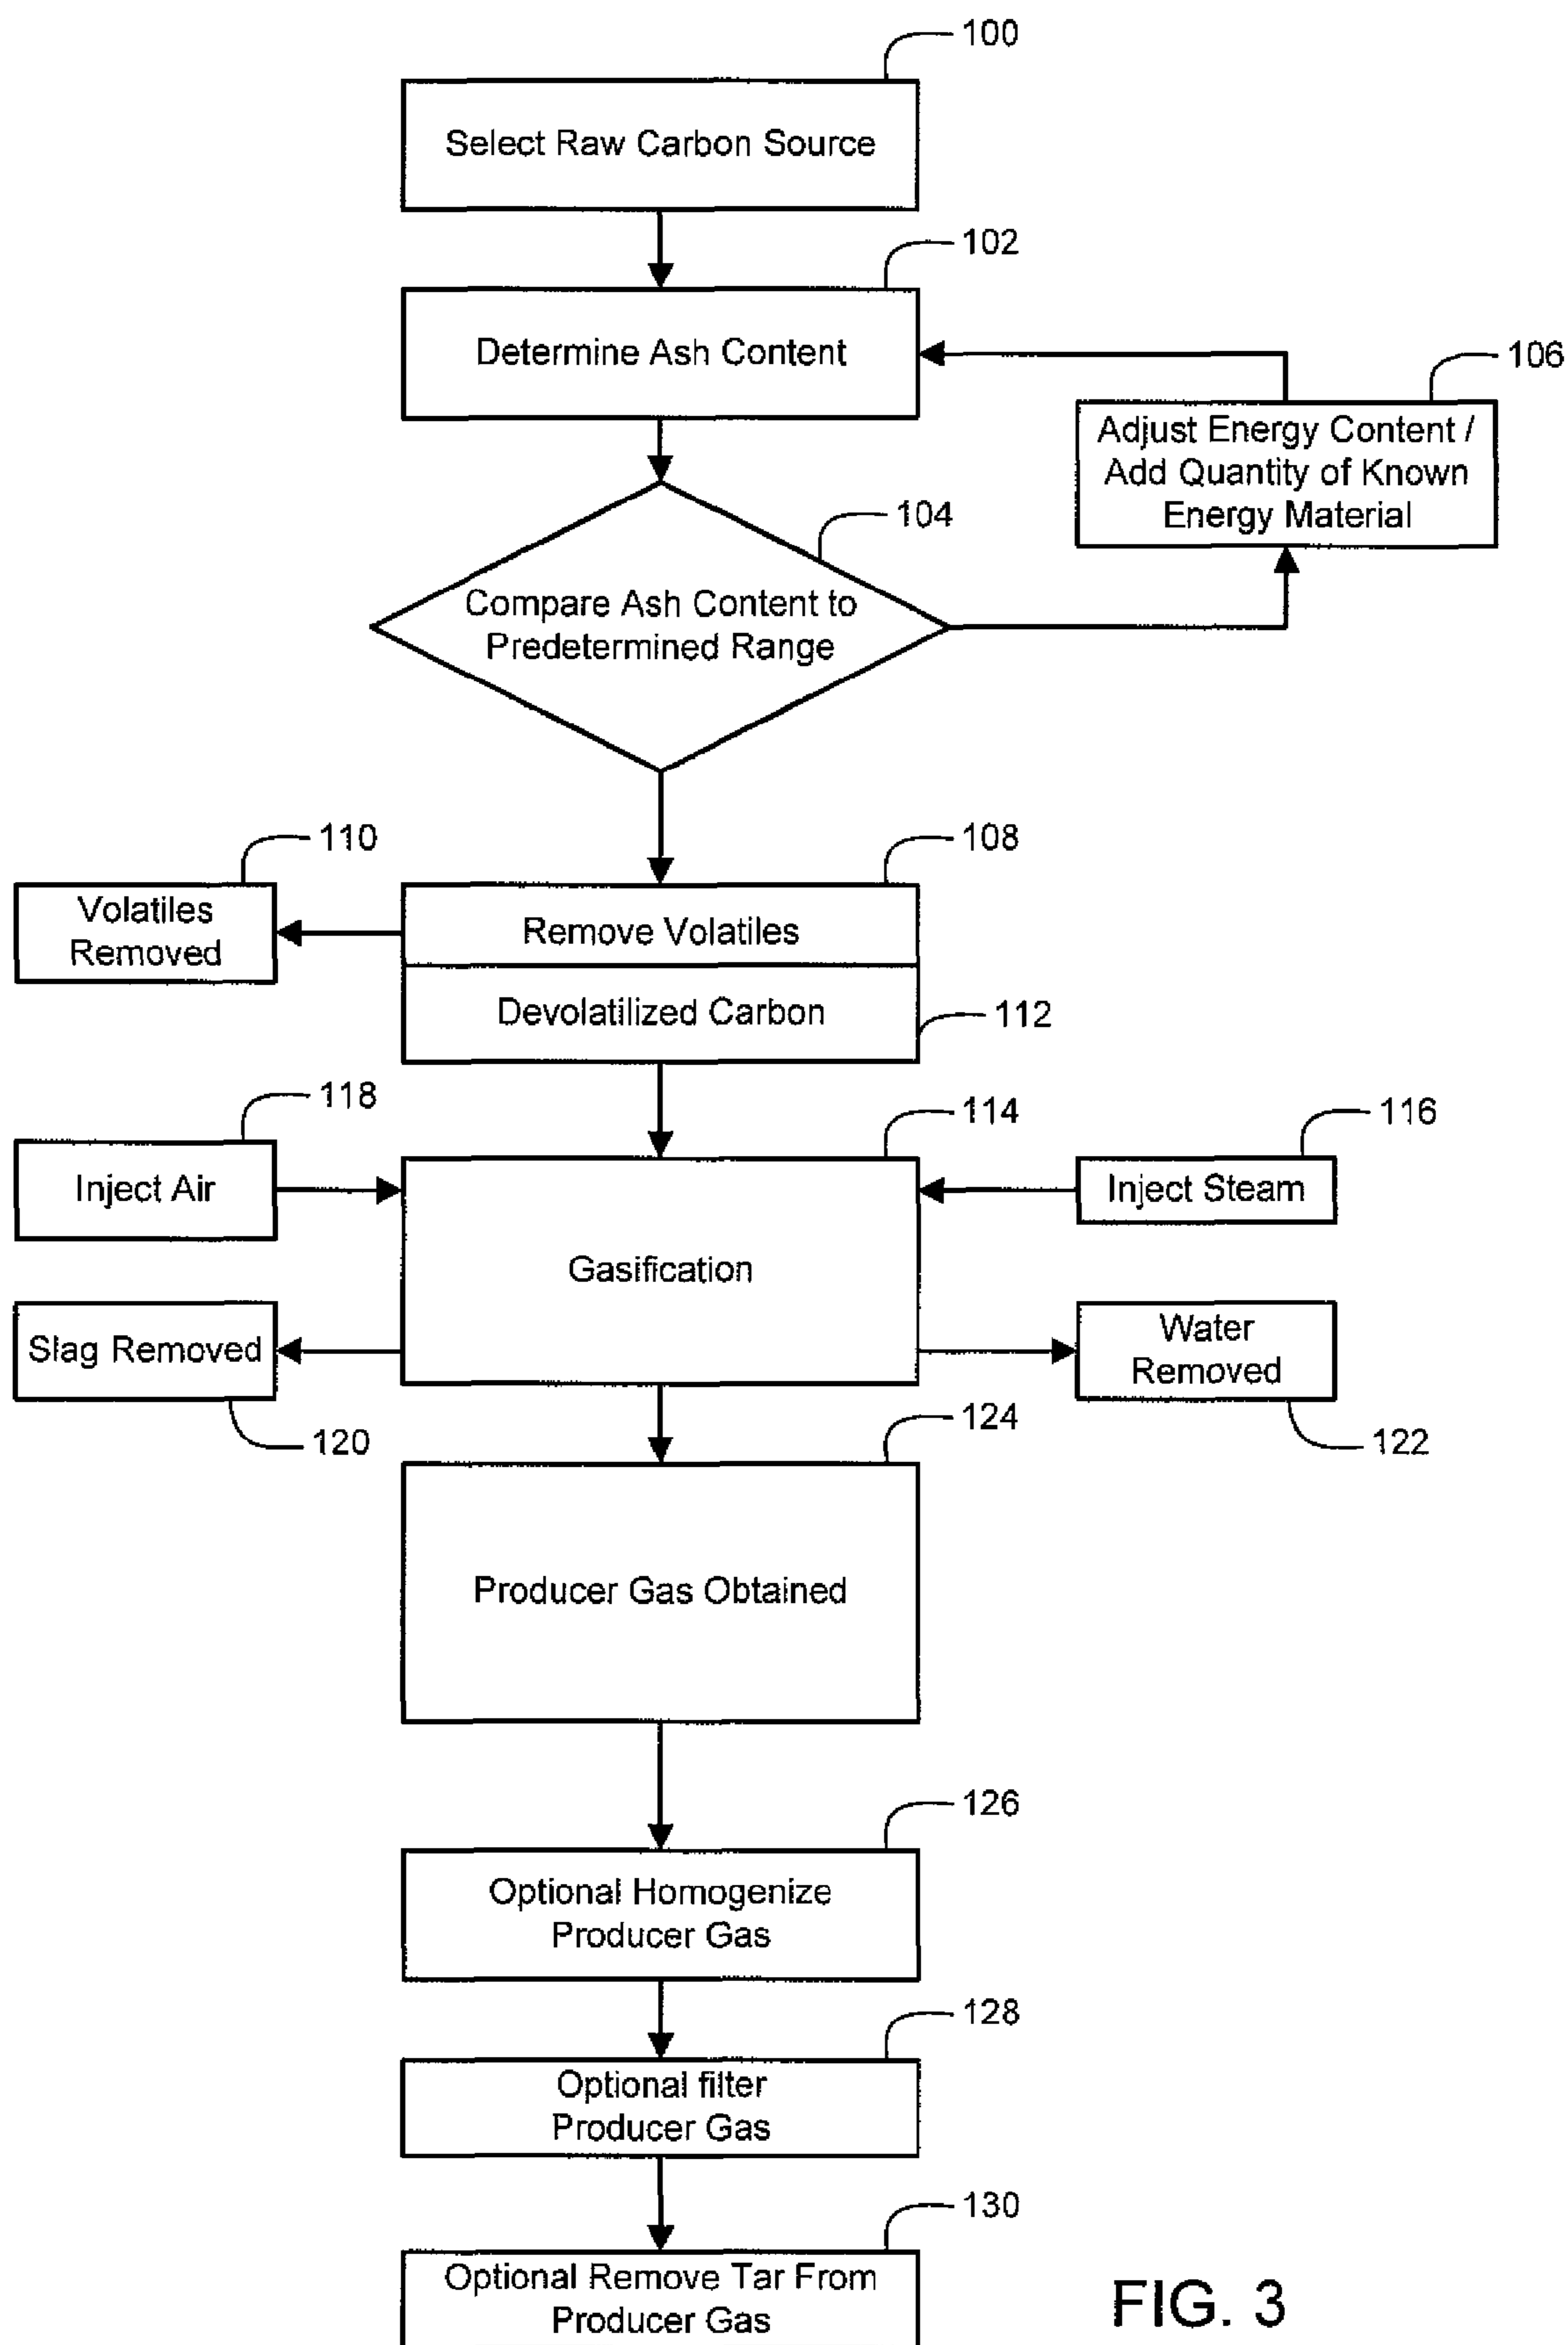 100
Select Raw Carbon Source
102
Determine Ash Content
106
Adjust Energy Content /
Add Quantity of Known
Energy Material
104
Compare Ash Content to
Predetermined Range
110
Volatiles
Removed
108
Remove Volatiles
Devolatilized Carbon
112
118
Inject Air
114
Gasification
116
Inject Steam
Slag Removed
120
Water
Removed
122
124
Producer Gas Obtained
126
Optional Homogenize
Producer Gas
128
Optional filter
Producer Gas
130
Optional Remove Tar From
Producer Gas
FIG. 3